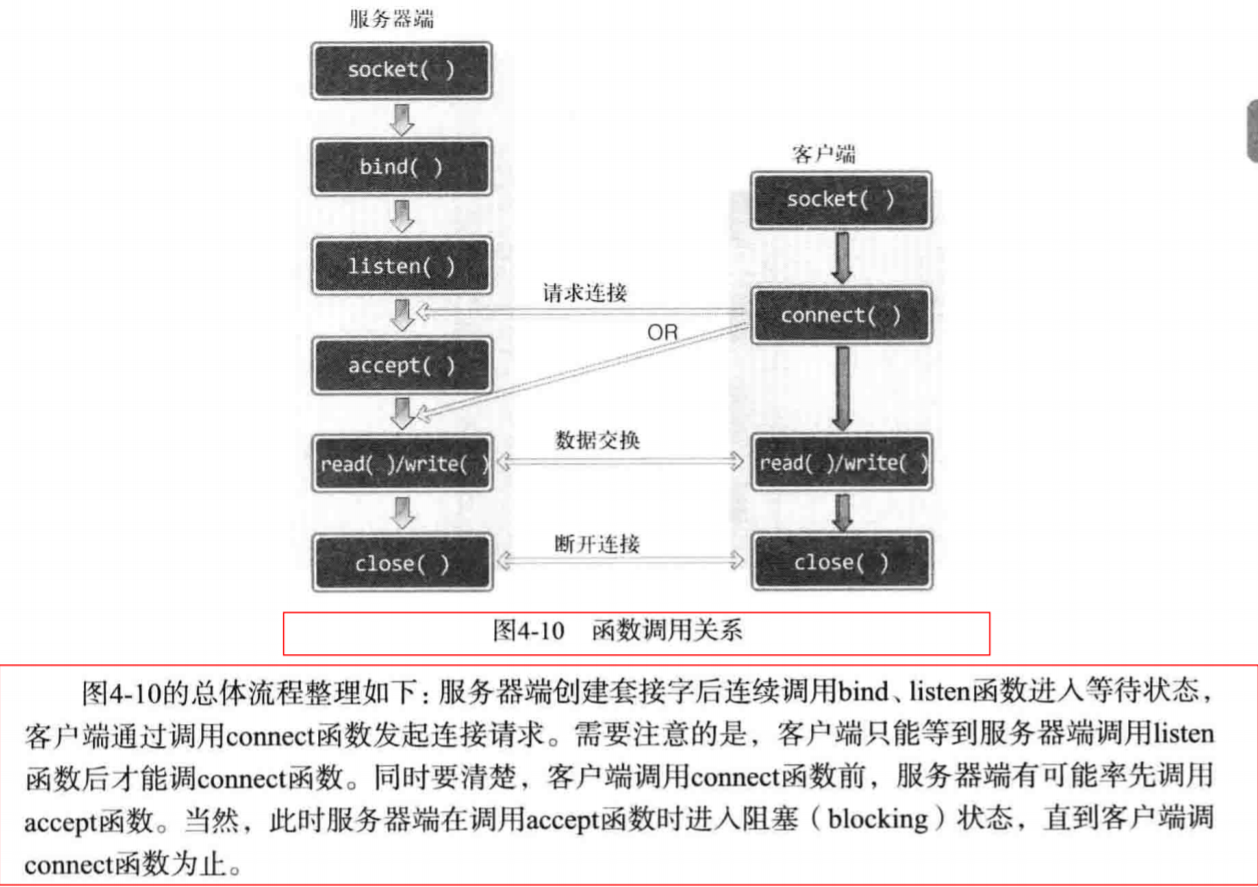 服务器端
socket( )
bind( )
客户端
socket( )
listen( )
请求连接
connect( )
OR
accept( )
数据交换
read( )/write( )
read( )/write( )
断开连接
close( )
close( )
图4-10 函数调用关系
图4-10的总体流程整理如下：服务器端创建套接字后连续调用bind、listen函数进入等待状态，
客户端通过调用connect函数发起连接请求。需要注意的是，客户端只能等到服务器端调用listen
函数后才能调connect函数。同时要清楚，客户端调用connect函数前，服务器端有可能率先调用
accept函数。当然，此时服务器端在调用accept函数时进入阻塞（blocking）状态，直到客户端调
connect函数为止。